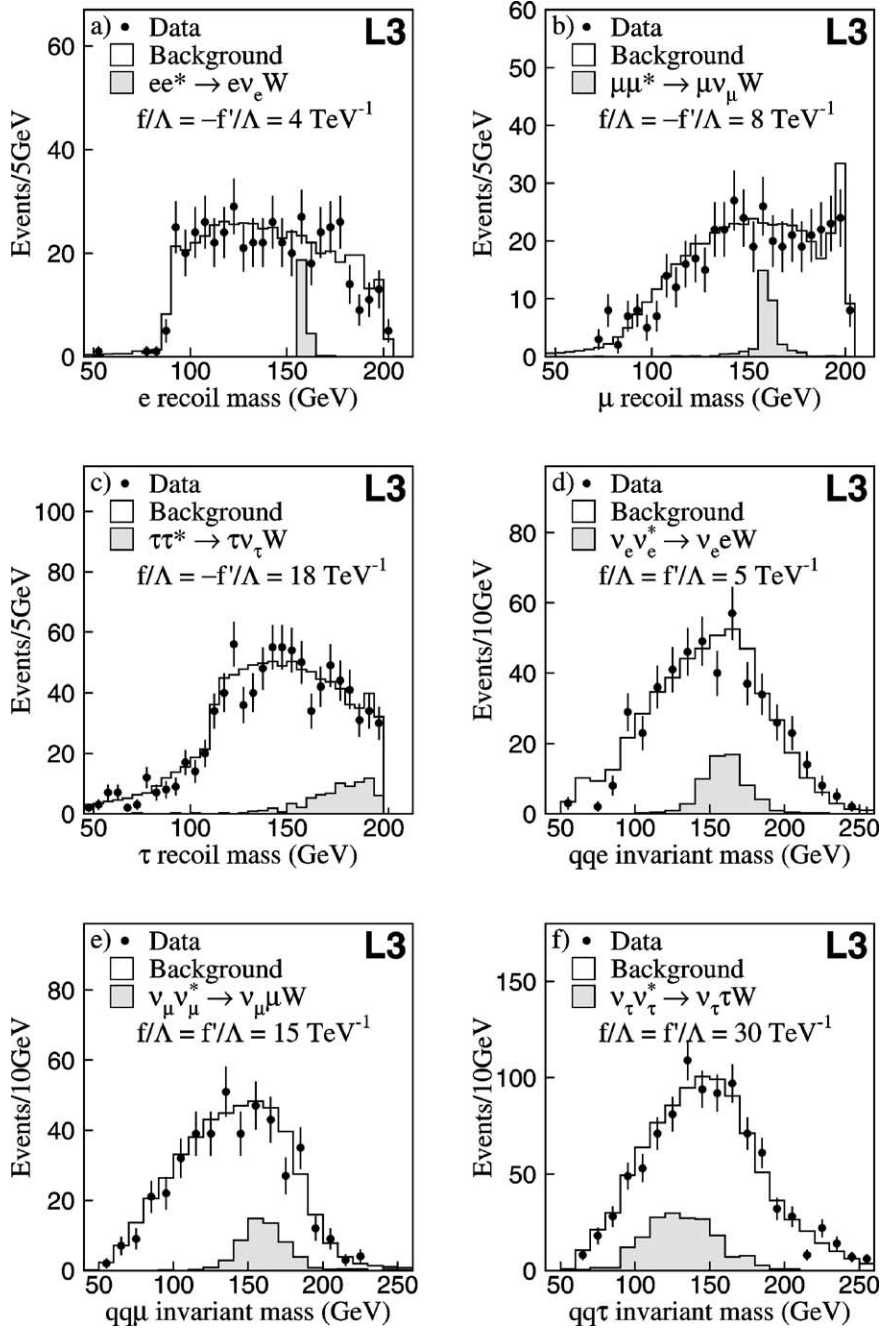 a) • Data L3
Background
ee* → eνₑW
f/Λ = −f'/Λ = 4 TeV⁻¹
Events/5GeV
60
40
20
0
50 100 150 200
e recoil mass (GeV)
b) • Data L3
Background
μμ* → μν_μW
f/Λ = −f'/Λ = 8 TeV⁻¹
Events/5GeV
60
50
40
30
20
10
0
50 100 150 200
μ recoil mass (GeV)
c) • Data L3
Background
ττ* → τν_τW
f/Λ = −f'/Λ = 18 TeV⁻¹
Events/5GeV
100
80
60
40
20
0
50 100 150 200
τ recoil mass (GeV)
d) • Data L3
Background
νₑνₑ* → νₑeW
f/Λ = f'/Λ = 5 TeV⁻¹
Events/10GeV
80
60
40
20
0
50 100 150 200 250
qqe invariant mass (GeV)
e) • Data L3
Background
ν_μν_μ* → ν_μμW
f/Λ = f'/Λ = 15 TeV⁻¹
Events/10GeV
80
60
40
20
0
50 100 150 200 250
qqμ invariant mass (GeV)
f) • Data L3
Background
ν_τν_τ* → ν_ττW
f/Λ = f'/Λ = 30 TeV⁻¹
Events/10GeV
150
100
50
0
50 100 150 200 250
qqτ invariant mass (GeV)